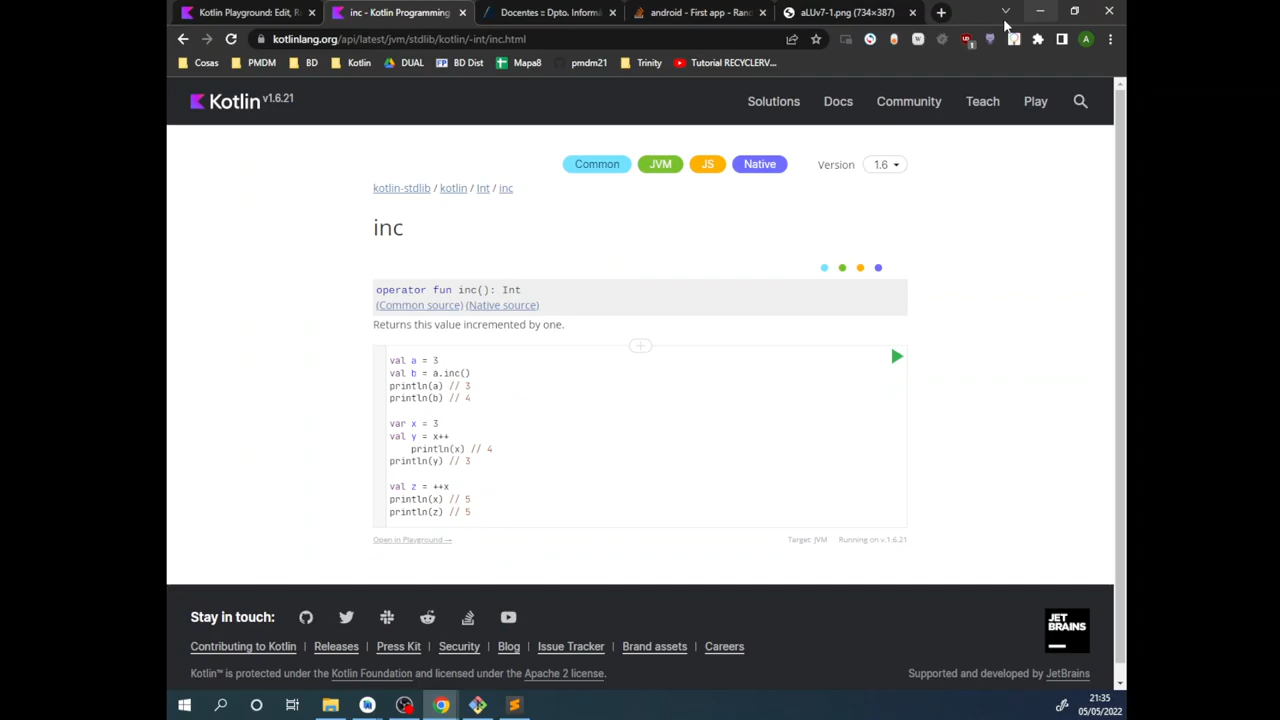 Kotlin Playground: Edit, R
inc - Kotlin Programming
Docentes :: Dpto. Informá
android - First app - Rand
aLUv7-1.png (734×387)
kotlinlang.org/api/latest/jvm/stdlib/kotlin/-int/inc.html
Cosas
PMDM
BD
Kotlin
DUAL
BD Dist
Mapa8
pmdm21
Trinity
Tutorial RECYCLERV...
Kotlin v1.6.21
Solutions
Docs
Community
Teach
Play
Common
JVM
JS
Native
Version
1.6
kotlin-stdlib / kotlin / Int / inc
inc
operator fun inc(): Int
(Common source) (Native source)
Returns this value incremented by one.
val a = 3
val b = a.inc()
println(a) // 3
println(b) // 4
var x = 3
val y = x++
println(x) // 4
println(y) // 3
val z = ++x
println(x) // 5
println(z) // 5
Open in Playground →
Target: JVM
Running on v.1.6.21
Stay in touch:
JET
BRAINS
Contributing to Kotlin
Releases
Press Kit
Security
Blog
Issue Tracker
Brand assets
Careers
Kotlin™ is protected under the Kotlin Foundation and licensed under the Apache 2 license.
Supported and developed by JetBrains
21:35
05/05/2022